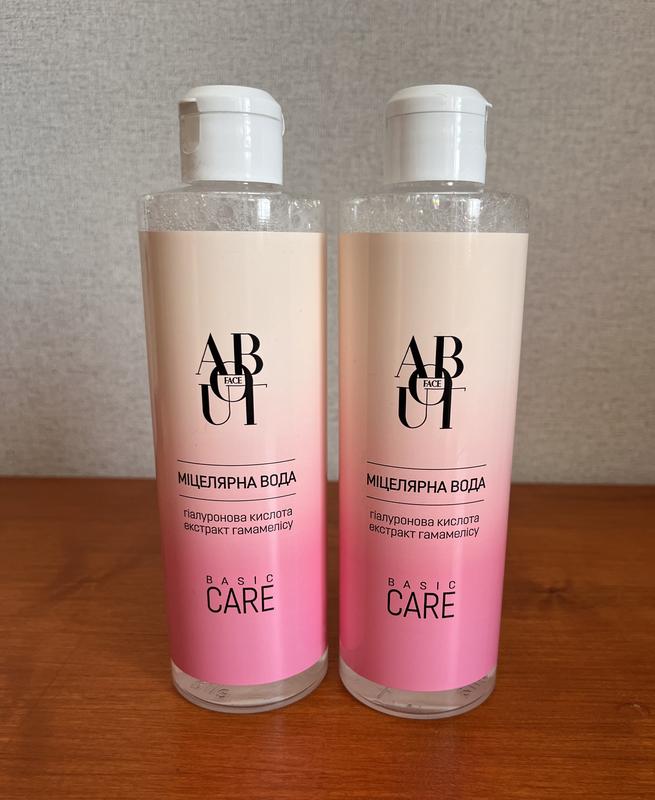 ABOUT
FACE
МІЦЕЛЯРНА ВОДА
гіалуронова кислота
екстракт гамамелісу
BASIC
CARE
ABOUT
FACE
МІЦЕЛЯРНА ВОДА
гіалуронова кислота
екстракт гамамелісу
BASIC
CARE